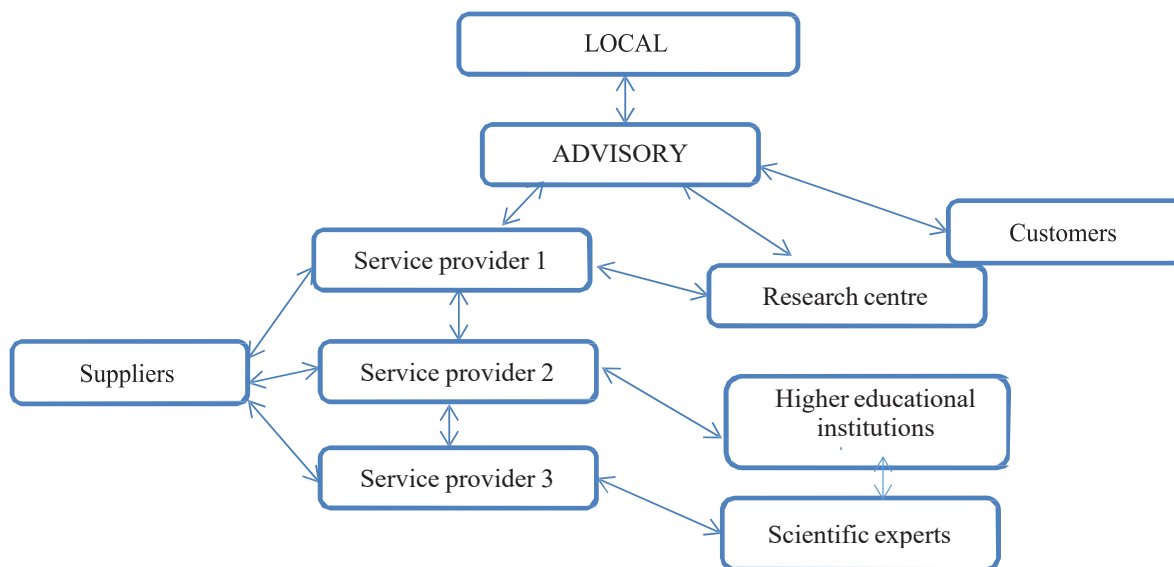 LOCAL
ADVISORY
Customers
Service provider 1
Research centre
Suppliers
Service provider 2
Higher educational
institutions
Service provider 3
Scientific experts